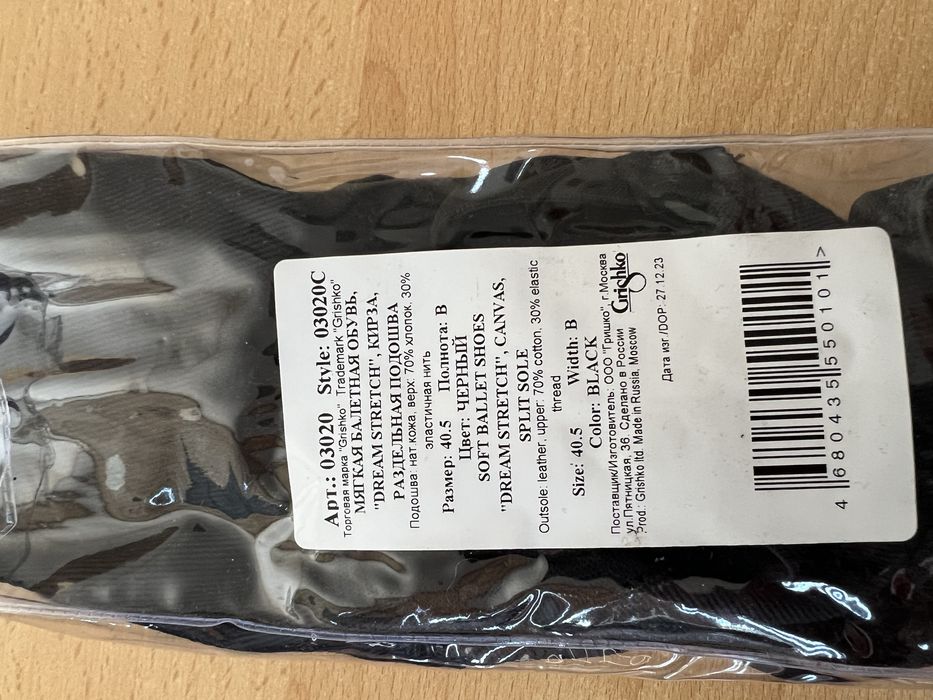 Арт.: 03020 Style: 03020C
Торговая марка "Grishko" Trademark "Grishko"
МЯГКАЯ БАЛЕТНАЯ ОБУВЬ,
"DREAM STRETCH", КИРЗА,
РАЗДЕЛЬНАЯ ПОДОШВА
Подошва: нат.кожа, верх: 70% хлопок, 30%
эластичная нить
Размер: 40.5 Полнота: B
Цвет: ЧЕРНЫЙ
SOFT BALLET SHOES
"DREAM STRETCH", CANVAS,
SPLIT SOLE
Outsole: leather, upper: 70% cotton, 30% elastic
thread
Size: 40.5 Width: B
Color: BLACK
Поставщик/Изготовитель: ООО "Гришко", г.Москва
ул.Пятницкая, 36. Сделано в России
Prod.: Grishko ltd. Made in Russia, Moscow
Grishko
Дата изг./DOP: 27.12.23
4 680435 550101 >